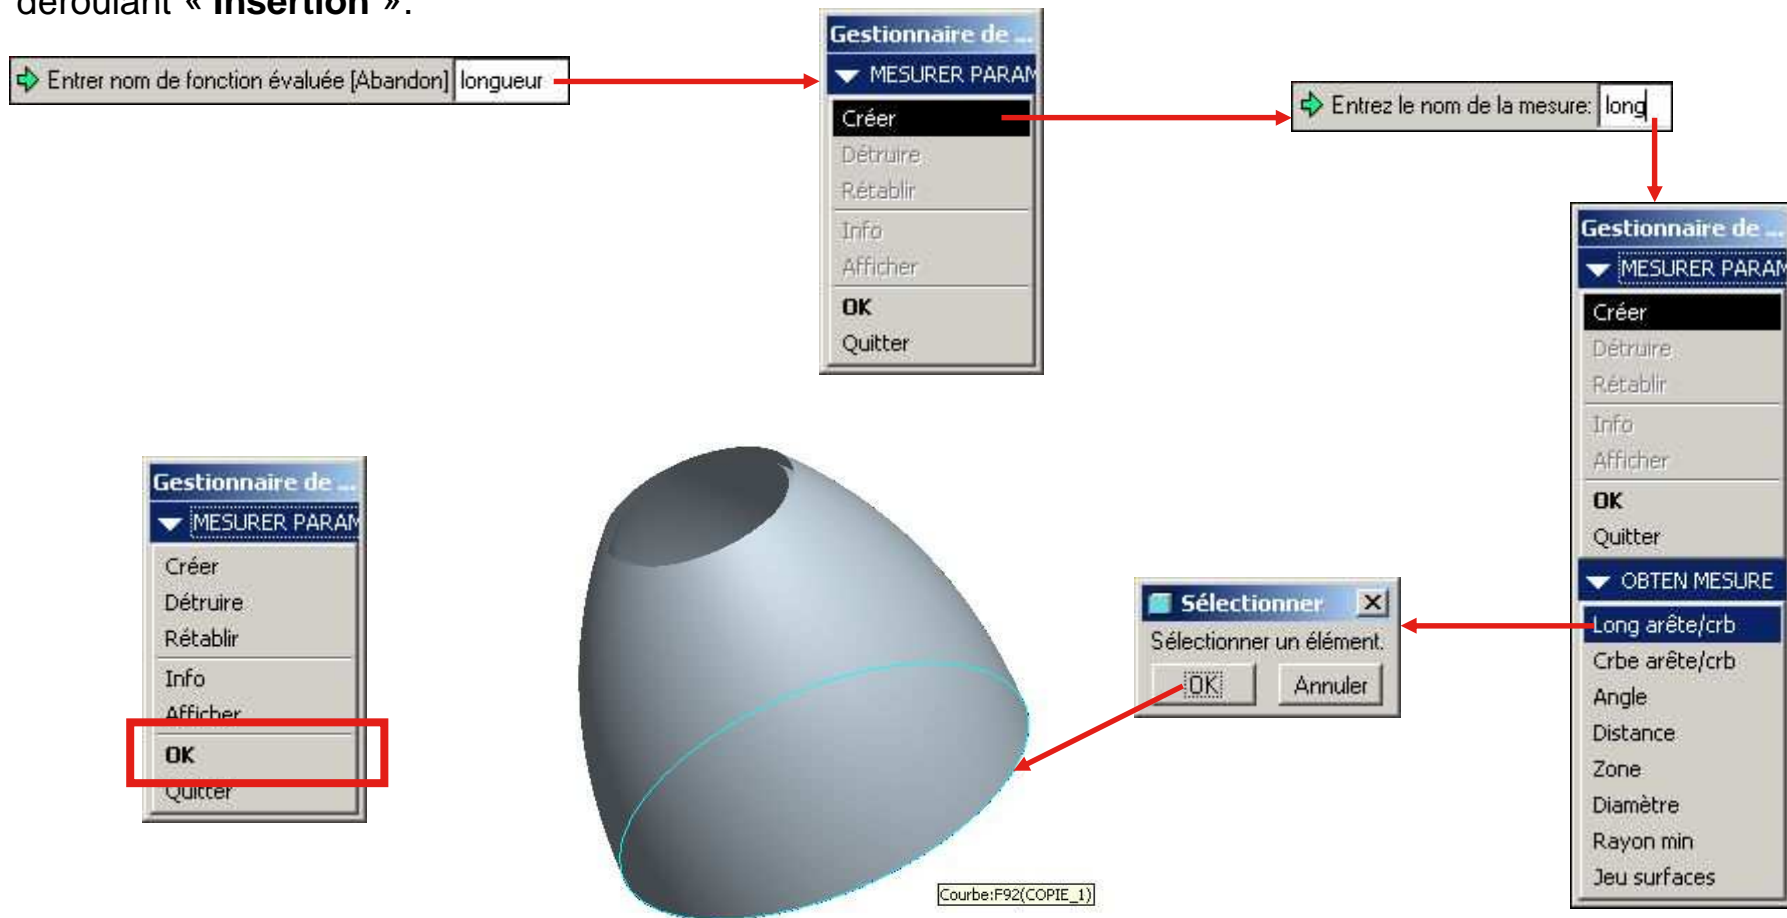 déroulant « Insertion ».
Entrer nom de fonction évaluée [Abandon] longueur
Gestionnaire de ...
MESURER PARAM
Créer
Détruire
Rétablir
Info
Afficher
OK
Quitter
Entrez le nom de la mesure: long
Gestionnaire de ...
MESURER PARAM
Créer
Détruire
Rétablir
Info
Afficher
OK
Quitter
OBTEN MESURE
Long arête/crb
Crbe arête/crb
Angle
Distance
Zone
Diamètre
Rayon min
Jeu surfaces
Sélectionner
Sélectionner un élément.
OK Annuler
Courbe:F92(COPIE_1)
Gestionnaire de ...
MESURER PARAM
Créer
Détruire
Rétablir
Info
Afficher
OK
Quitter